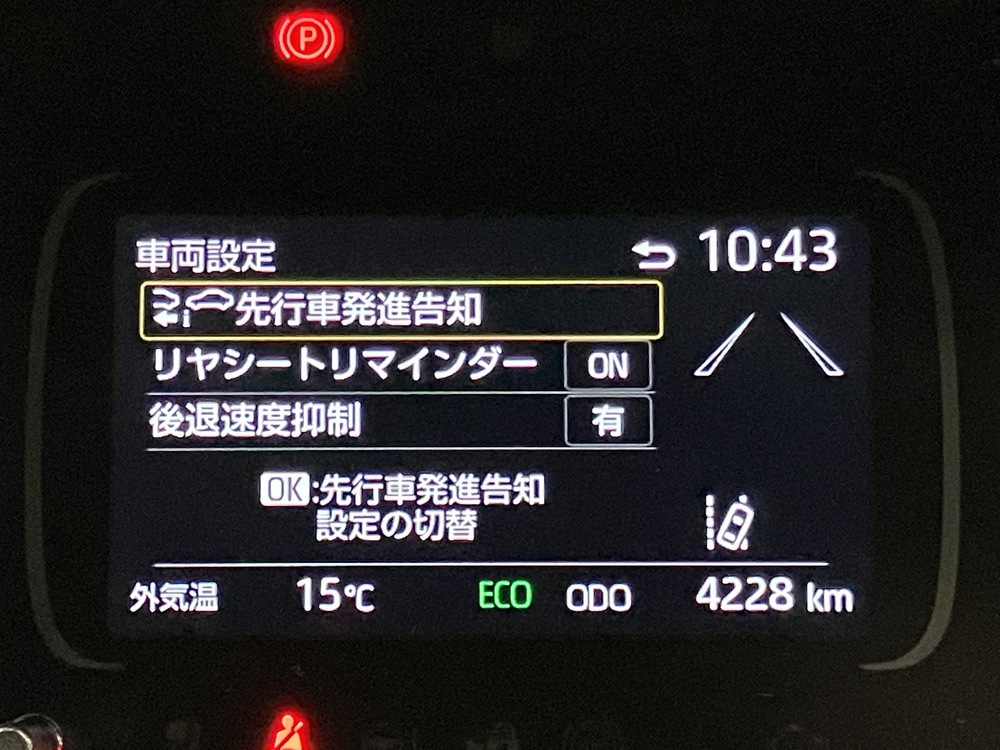 P
車両設定 10:43
i 先行車発進告知
リヤシートリマインダー ON
後退速度抑制 有
OK:先行車発進告知
設定の切替
外気温 15℃ ECO ODO 4228 km